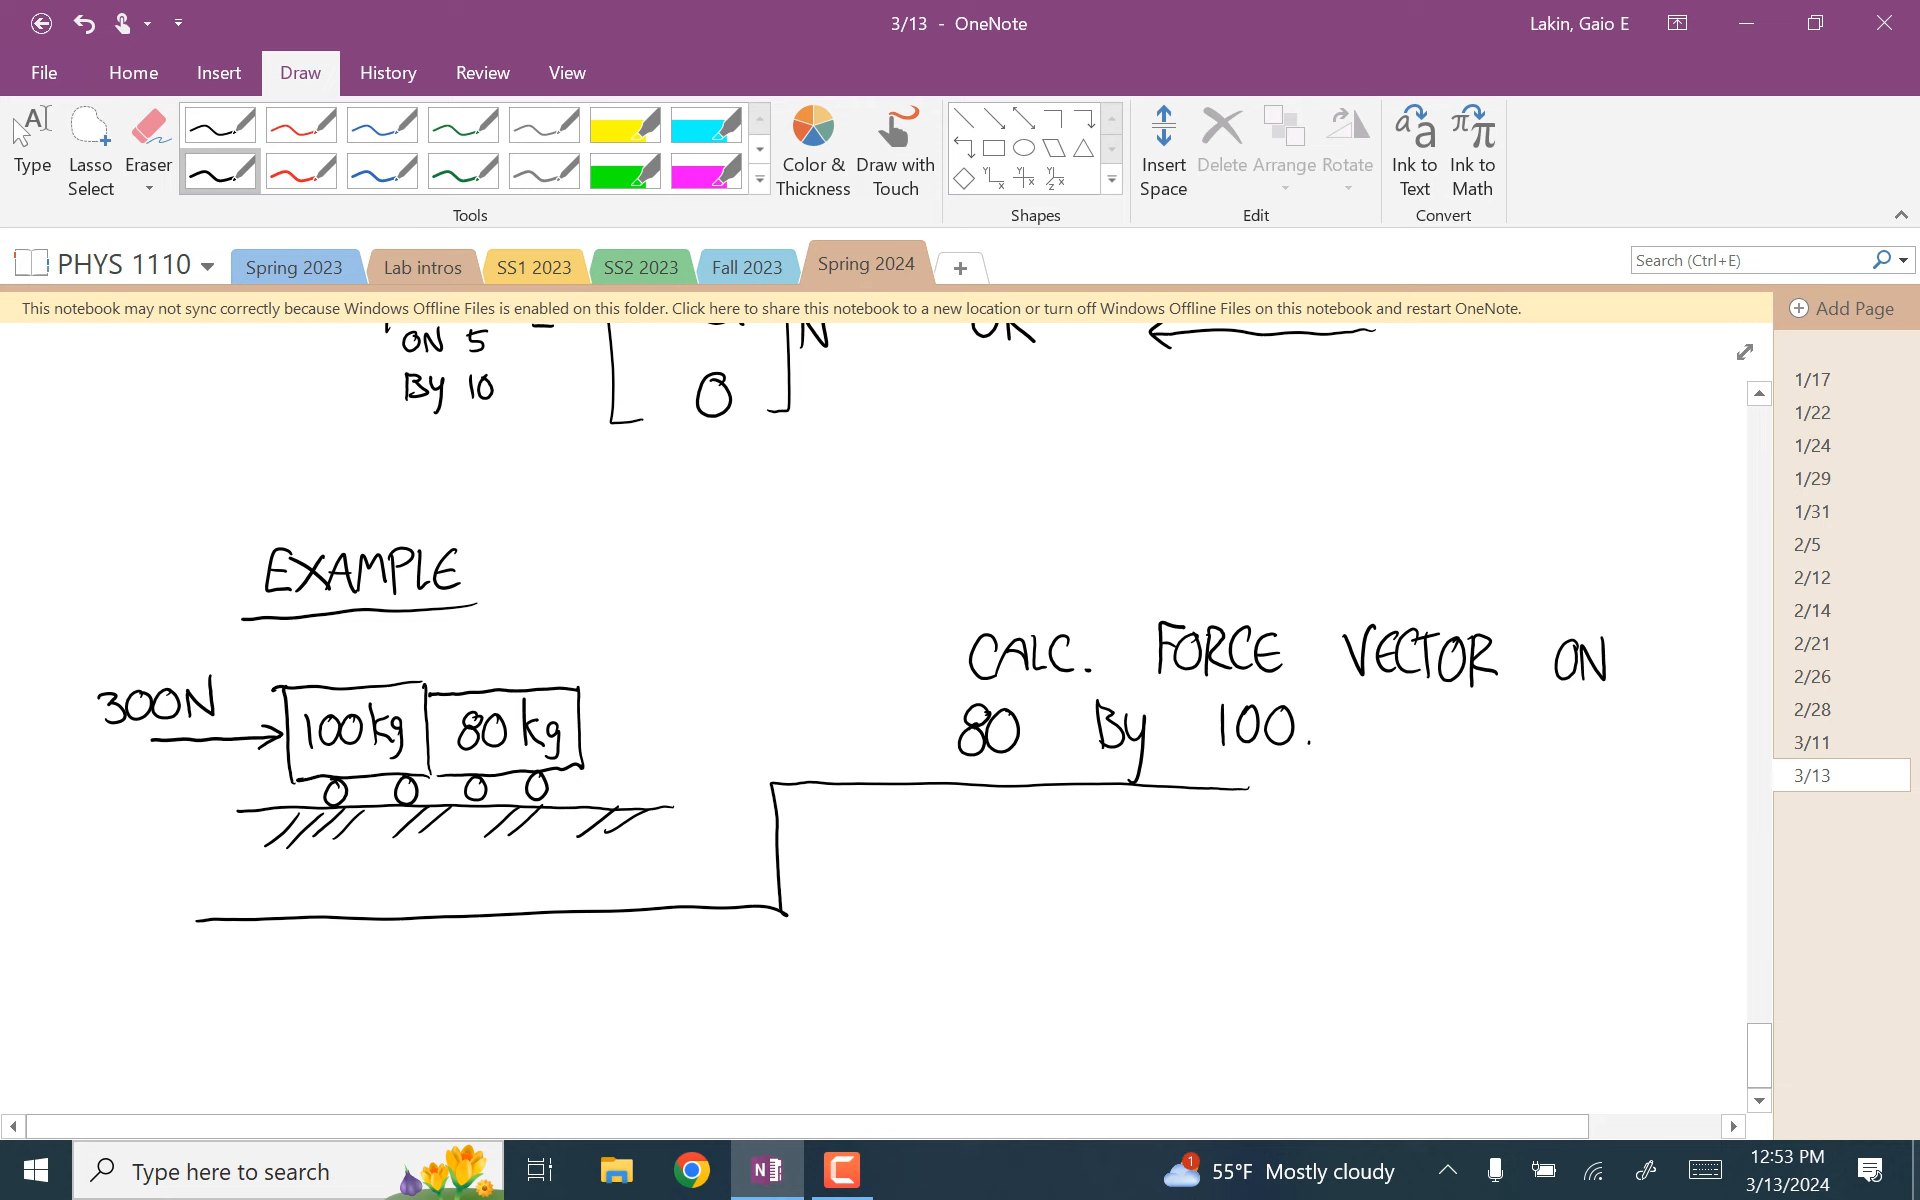 3/13 - OneNote
Lakin, Gaio E
File Home Insert Draw History Review View
Type
Lasso Select
Eraser
Color & Thickness
Draw with Touch
Insert Space
Delete
Arrange
Rotate
Ink to Text
Ink to Math
Tools
Shapes
Edit
Convert
PHYS 1110
Spring 2023
Lab intros
SS1 2023
SS2 2023
Fall 2023
Spring 2024
Search (Ctrl+E)
This notebook may not sync correctly because Windows Offline Files is enabled on this folder. Click here to share this notebook to a new location or turn off Windows Offline Files on this notebook and restart OneNote.
Add Page
1/17
1/22
1/24
1/29
1/31
2/5
2/12
2/14
2/21
2/26
2/28
3/11
3/13
ON 5
By 10
=
0
N
OR
EXAMPLE
300N
100kg
80 kg
CALC. FORCE VECTOR ON
80 By 100.
Type here to search
1
55°F Mostly cloudy
12:53 PM
3/13/2024